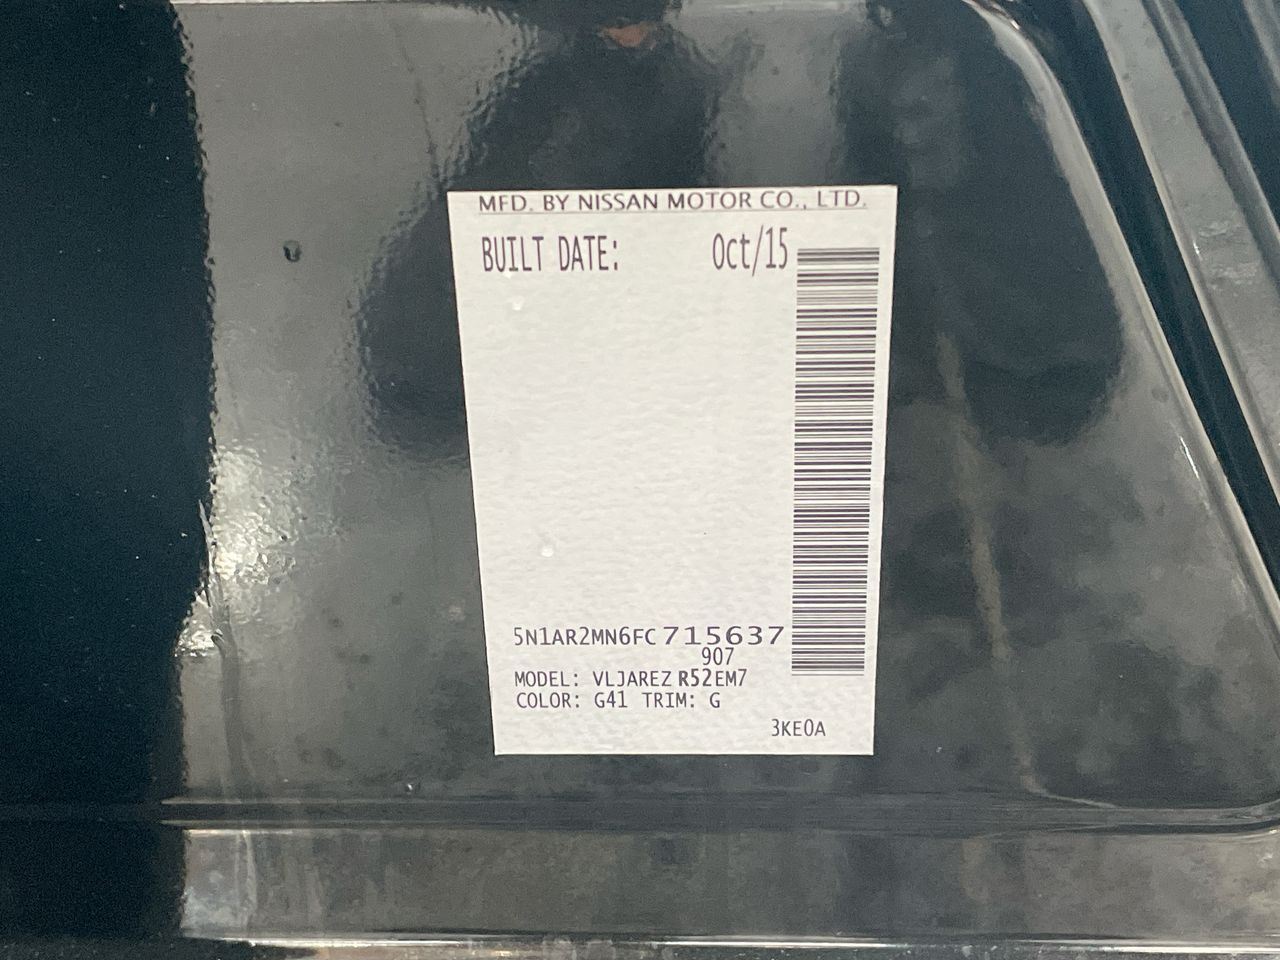 MFD. BY NISSAN MOTOR CO., LTD.
BUILT DATE: Oct/15
5N1AR2MN6FC715637
907
MODEL: VLJAREZ R52EM7
COLOR: G41 TRIM: G
3KE0A